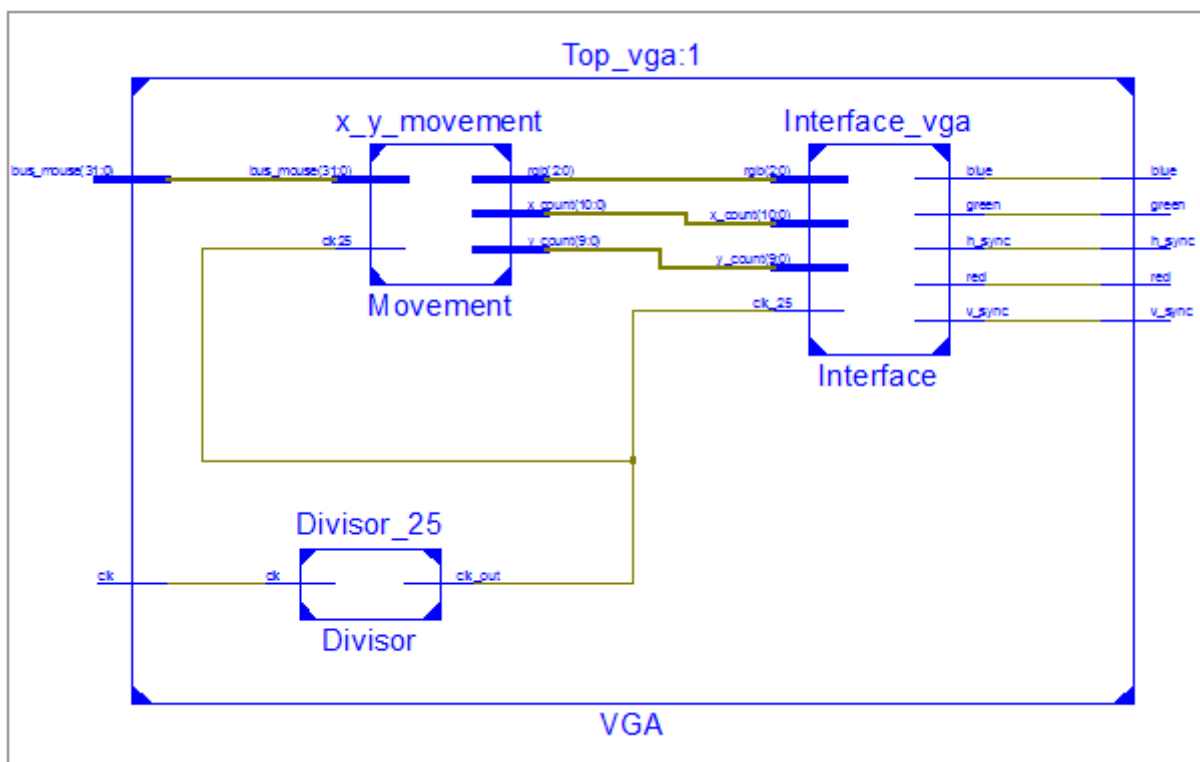 Top_vga:1
x_y_movement
Interface_vga
bus_mouse(31:0)
bus_mouse(31:0)
rgb(2:0)
rgb(2:0)
blue
blue
x_count(10:0)
x_count(10:0)
green
green
clk25
y_count(9:0)
y_count(9:0)
h_sync
h_sync
red
red
Movement
clk_25
v_sync
v_sync
Interface
Divisor_25
clk
clk
clk_out
Divisor
VGA